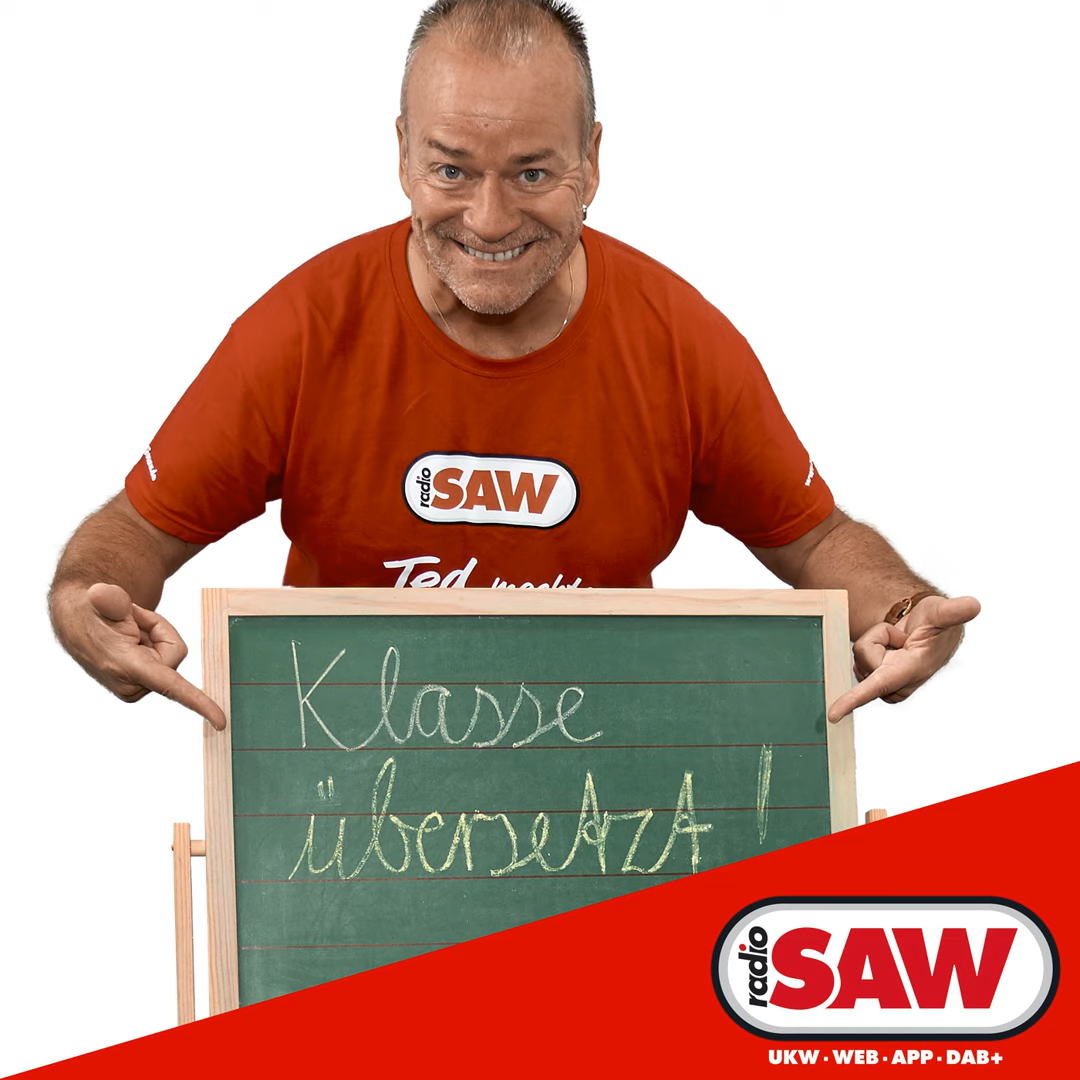 radio SAW
Ted
Klasse
übersetzt!
radio SAW
UKW · WEB · APP · DAB+